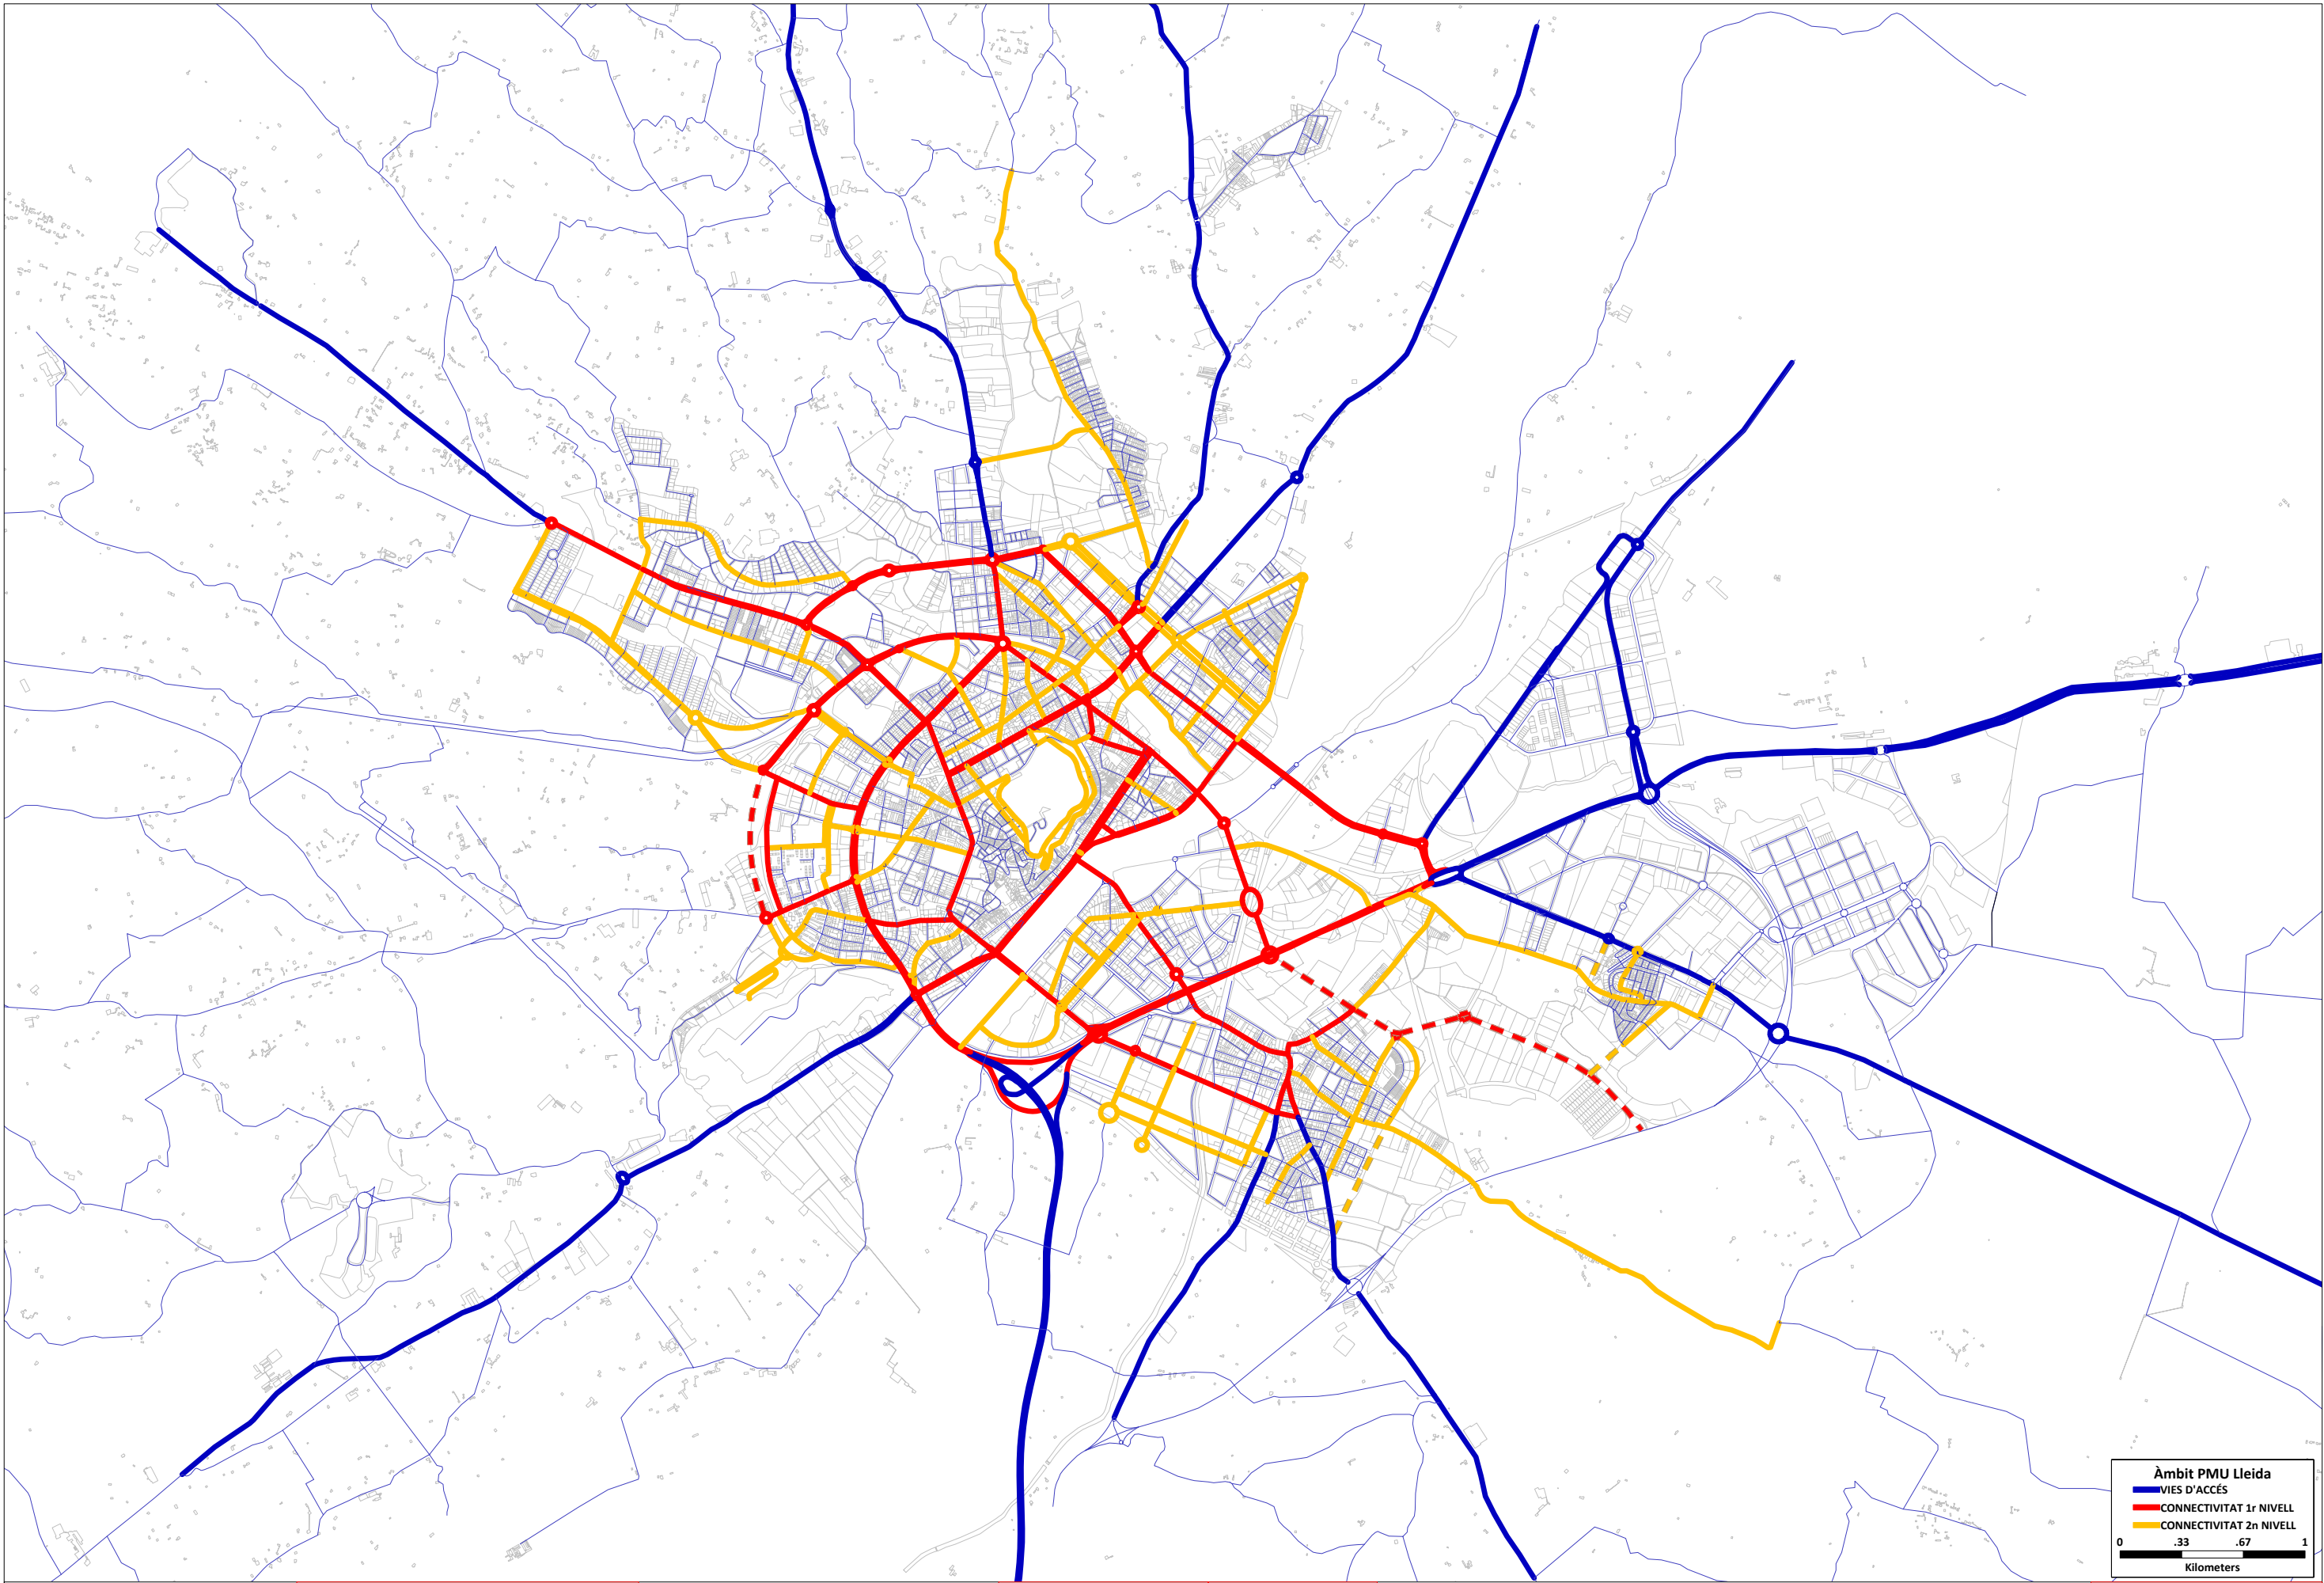 Àmbit PMU Lleida
VIES D'ACCÉS
CONNECTIVITAT 1r NIVELL
CONNECTIVITAT 2n NIVELL
0 .33 .67 1
Kilometers